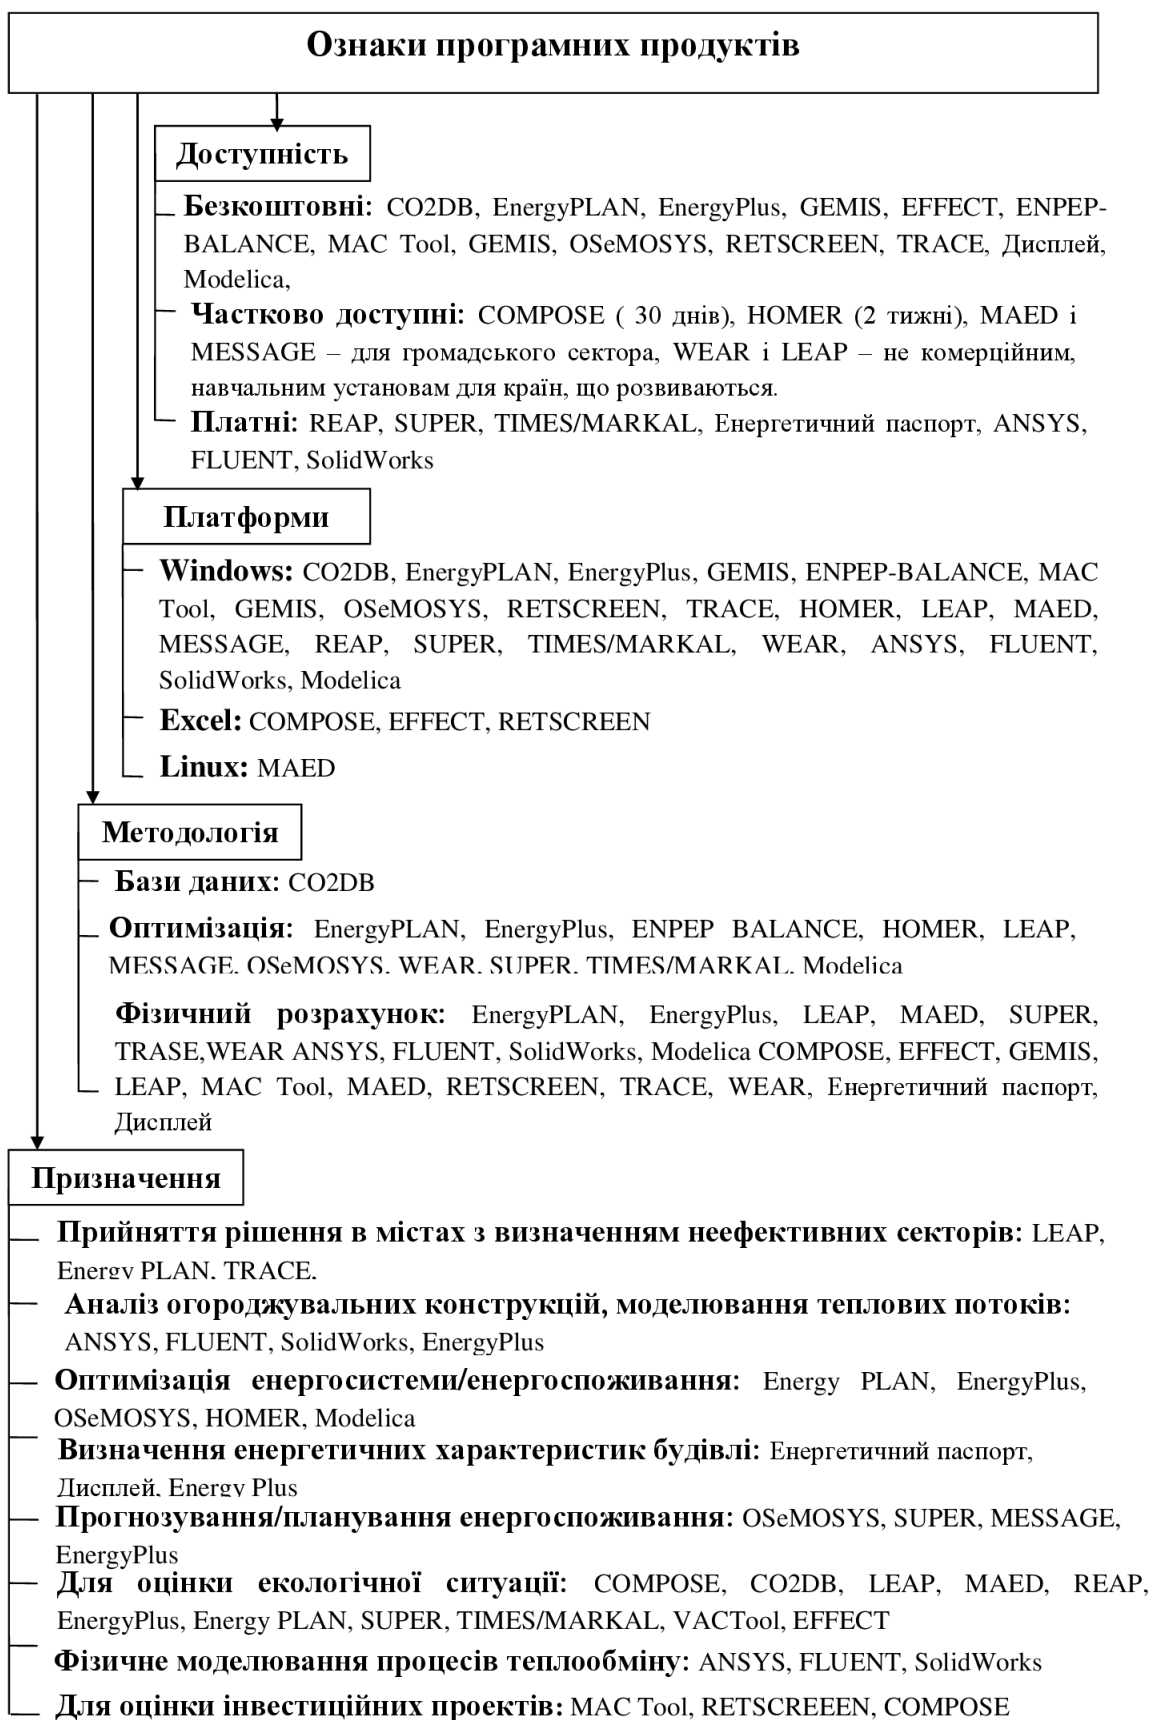 Ознаки програмних продуктів
Доступність
Безкоштовні: CO2DB, EnergyPLAN, EnergyPlus, GEMIS, EFFECT, ENPEP-
BALANCE, MAC Tool, GEMIS, OSeMOSYS, RETSCREEN, TRACE, Дисплей,
Modelica,
Частково доступні: COMPOSE ( 30 днів), HOMER (2 тижні), MAED і
MESSAGE – для громадського сектора, WEAR і LEAP – не комерційним,
навчальним установам для країн, що розвиваються.
Платні: REAP, SUPER, TIMES/MARKAL, Енергетичний паспорт, ANSYS,
FLUENT, SolidWorks
Платформи
Windows: CO2DB, EnergyPLAN, EnergyPlus, GEMIS, ENPEP-BALANCE, MAC
Tool, GEMIS, OSeMOSYS, RETSCREEN, TRACE, HOMER, LEAP, MAED,
MESSAGE, REAP, SUPER, TIMES/MARKAL, WEAR, ANSYS, FLUENT,
SolidWorks, Modelica
Excel: COMPOSE, EFFECT, RETSCREEN
Linux: MAED
Методологія
Бази даних: CO2DB
Оптимізація: EnergyPLAN, EnergyPlus, ENPEP BALANCE, HOMER, LEAP,
MESSAGE, OSeMOSYS, WEAR, SUPER, TIMES/MARKAL, Modelica
Фізичний розрахунок: EnergyPLAN, EnergyPlus, LEAP, MAED, SUPER,
TRASE,WEAR ANSYS, FLUENT, SolidWorks, Modelica COMPOSE, EFFECT, GEMIS,
LEAP, MAC Tool, MAED, RETSCREEN, TRACE, WEAR, Енергетичний паспорт,
Дисплей
Призначення
Прийняття рішення в містах з визначенням неефективних секторів: LEAP,
Energy PLAN, TRACE,
Аналіз огороджувальних конструкцій, моделювання теплових потоків:
ANSYS, FLUENT, SolidWorks, EnergyPlus
Оптимізація енергосистеми/енергоспоживання: Energy PLAN, EnergyPlus,
OSeMOSYS, HOMER, Modelica
Визначення енергетичних характеристик будівлі: Енергетичний паспорт,
Дисплей, Energy Plus
Прогнозування/планування енергоспоживання: OSeMOSYS, SUPER, MESSAGE,
EnergyPlus
Для оцінки екологічної ситуації: COMPOSE, CO2DB, LEAP, MAED, REAP,
EnergyPlus, Energy PLAN, SUPER, TIMES/MARKAL, VACTool, EFFECT
Фізичне моделювання процесів теплообміну: ANSYS, FLUENT, SolidWorks
Для оцінки інвестиційних проектів: MAC Tool, RETSCREEEN, COMPOSE